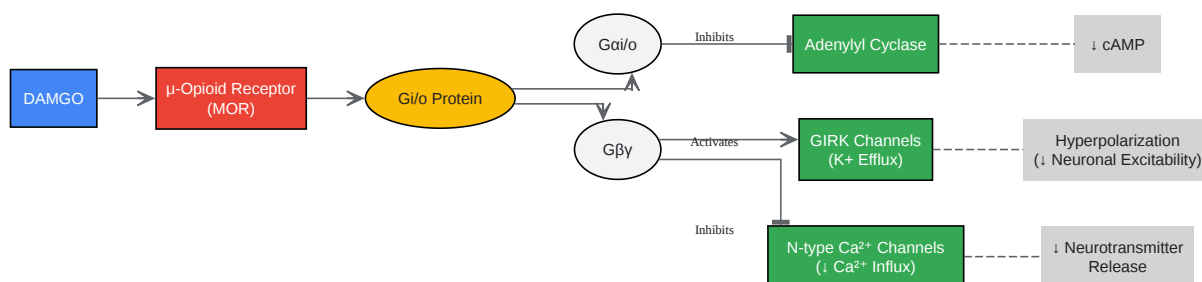 Gαi/o
Inhibits
Adenylyl Cyclase
↓ cAMP
DAMGO
μ-Opioid Receptor
(MOR)
Gi/o Protein
Gβγ
Activates
GIRK Channels
(K+ Efflux)
Hyperpolarization
(↓ Neuronal Excitability)
Inhibits
N-type Ca²⁺ Channels
(↓ Ca²⁺ Influx)
↓ Neurotransmitter
Release